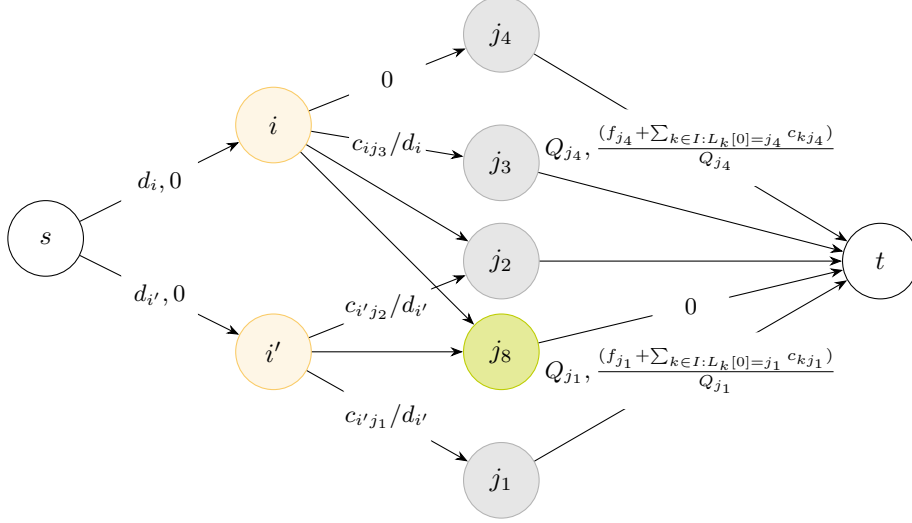 j₄
0
i
c_{ij₃}/d_i
j₃
Q_{j₄}, \frac{(f_{j₄}+∑_{k∈I:L_k[0]=j₄} c_{kj₄})}{Q_{j₄}}
d_i, 0
s
j₂
t
d_{i'}, 0
c_{i'j₂}/d_{i'}
0
i'
j₈
Q_{j₁}, \frac{(f_{j₁}+∑_{k∈I:L_k[0]=j₁} c_{kj₁})}{Q_{j₁}}
c_{i'j₁}/d_{i'}
j₁